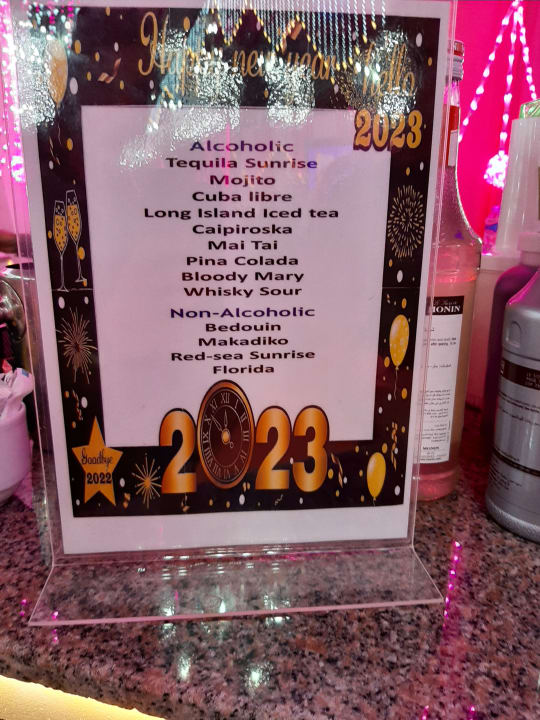 Happy new year hello
2023
Alcoholic
Tequila Sunrise
Mojito
Cuba libre
Long Island Iced tea
Caipiroska
Mai Tai
Pina Colada
Bloody Mary
Whisky Sour
Non-Alcoholic
Bedouin
Makadiko
Red-sea Sunrise
Florida
2023
Goodbye
2022
MONIN